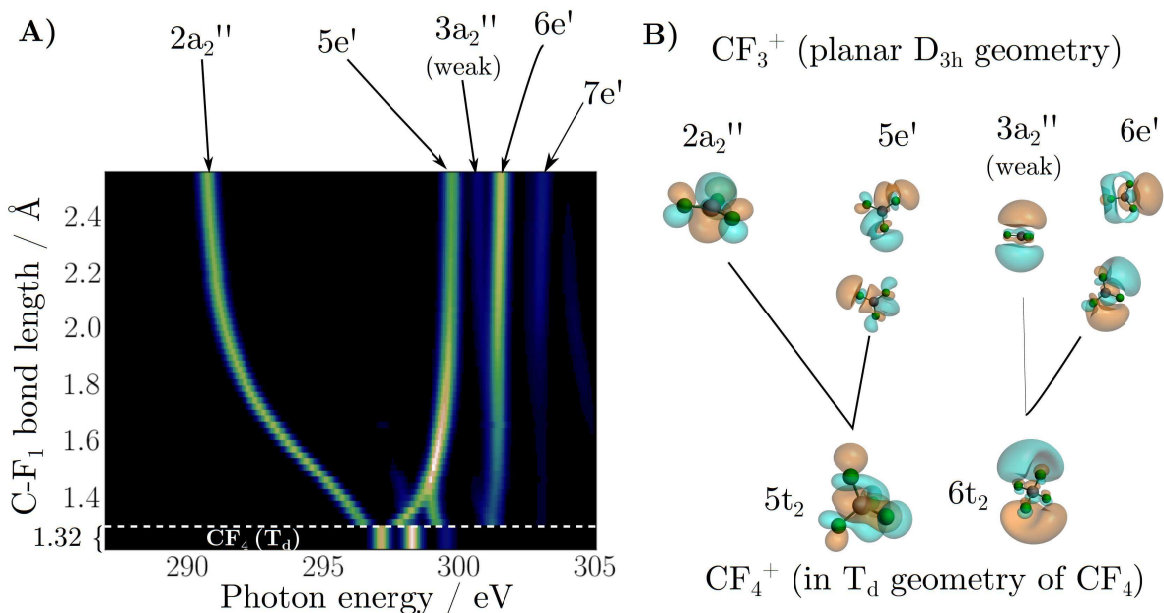 A)
2a₂''
5e'
3a₂''
(weak)
6e'
7e'
C-F₁ bond length / Å
2.4
2.2
2.0
1.8
1.6
1.4
1.32 {
CF₄ (T_d)
290
295
300
305
Photon energy / eV
B)
CF₃⁺ (planar D₃ₕ geometry)
2a₂''
5e'
3a₂''
(weak)
6e'
5t₂
6t₂
CF₄⁺ (in T_d geometry of CF₄)